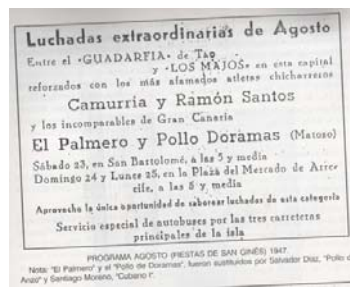 Luchadas extraordinarias de Agosto
Entre el «GUADARFIA» de Tao
y «LOS MAJOS» en esta capital
reforzados con los más afamados atletas chicharreros
Camurria y Ramón Santos
y los incomparables de Gran Canaria
El Palmero y Pollo Doramas (Matoso)
Sábado 23, en San Bartolomé, a las 5 y media
Domingo 24 y Lunes 25, en la Plaza del Mercado de Arre-
cife, a las 5 y media
Aproveche la única oportunidad de saborear luchadas de esta categoría
Servicio especial de autobuses por las tres carreteras
principales de la isla
PROGRAMA AGOSTO (FIESTAS DE SAN GINÉS) 1947.
Nota: "El Palmero" y el "Pollo de Doramas", fueron sustituidos por Salvador Díaz, "Pollo de
Anzo" y Santiago Moreno, "Cubano I".